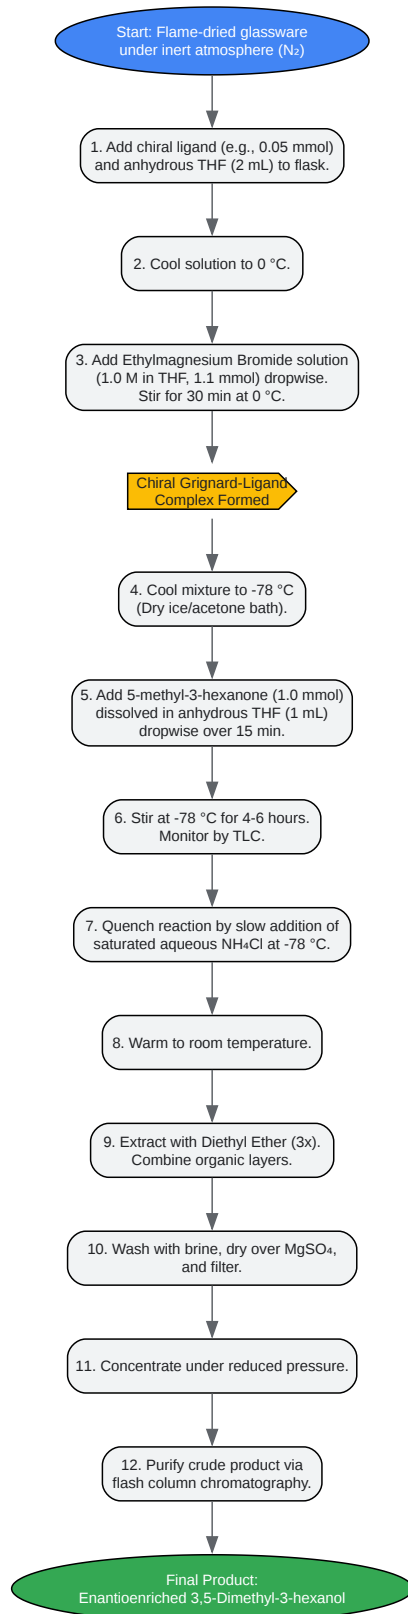 Start: Flame-dried glassware
under inert atmosphere (N₂)
1. Add chiral ligand (e.g., 0.05 mmol)
and anhydrous THF (2 mL) to flask.
2. Cool solution to 0 °C.
3. Add Ethylmagnesium Bromide solution
(1.0 M in THF, 1.1 mmol) dropwise.
Stir for 30 min at 0 °C.
Chiral Grignard-Ligand
Complex Formed
4. Cool mixture to -78 °C
(Dry ice/acetone bath).
5. Add 5-methyl-3-hexanone (1.0 mmol)
dissolved in anhydrous THF (1 mL)
dropwise over 15 min.
6. Stir at -78 °C for 4-6 hours.
Monitor by TLC.
7. Quench reaction by slow addition of
saturated aqueous NH₄Cl at -78 °C.
8. Warm to room temperature.
9. Extract with Diethyl Ether (3x).
Combine organic layers.
10. Wash with brine, dry over MgSO₄,
and filter.
11. Concentrate under reduced pressure.
12. Purify crude product via
flash column chromatography.
Final Product:
Enantioenriched 3,5-Dimethyl-3-hexanol